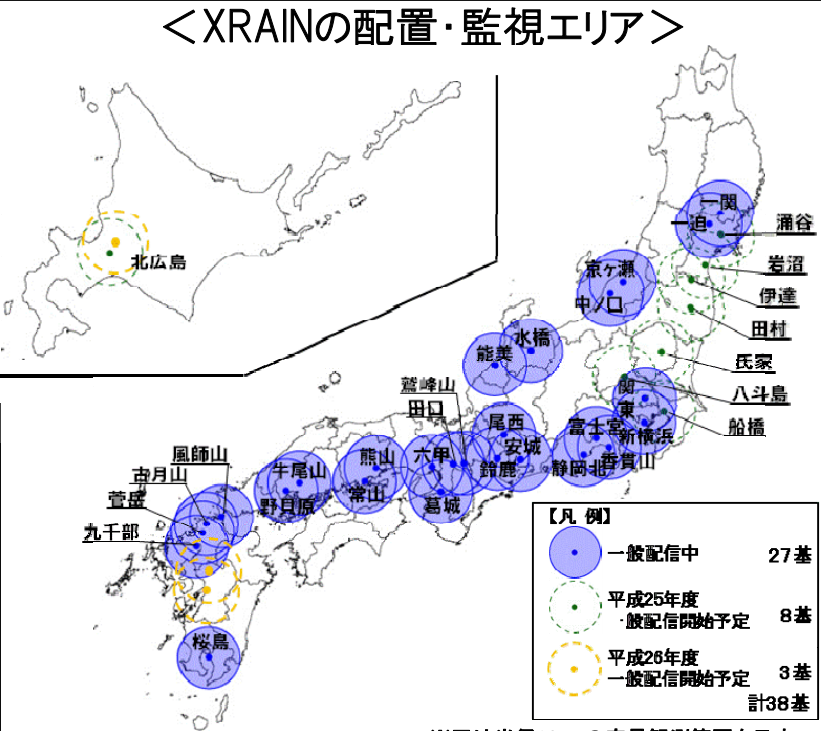 ＜XRAINの配置･監視エリア＞
北広島
一関
一迫
涌谷
岩沼
伊達
田村
氏家
八斗島
船橋
京ヶ瀬
中ノ口
水橋
能美
鷲峰山
田口
関東
新横浜
尾西
安城
鈴鹿
富士宮
香貫山
静岡北
六甲
葛城
熊山
常山
風師山
古月山
菅岳
九千部
牛尾山
野貝原
桜島
【凡 例】
一般配信中 27基
平成25年度
一般配信開始予定 8基
平成26年度
一般配信開始予定 3基
計38基